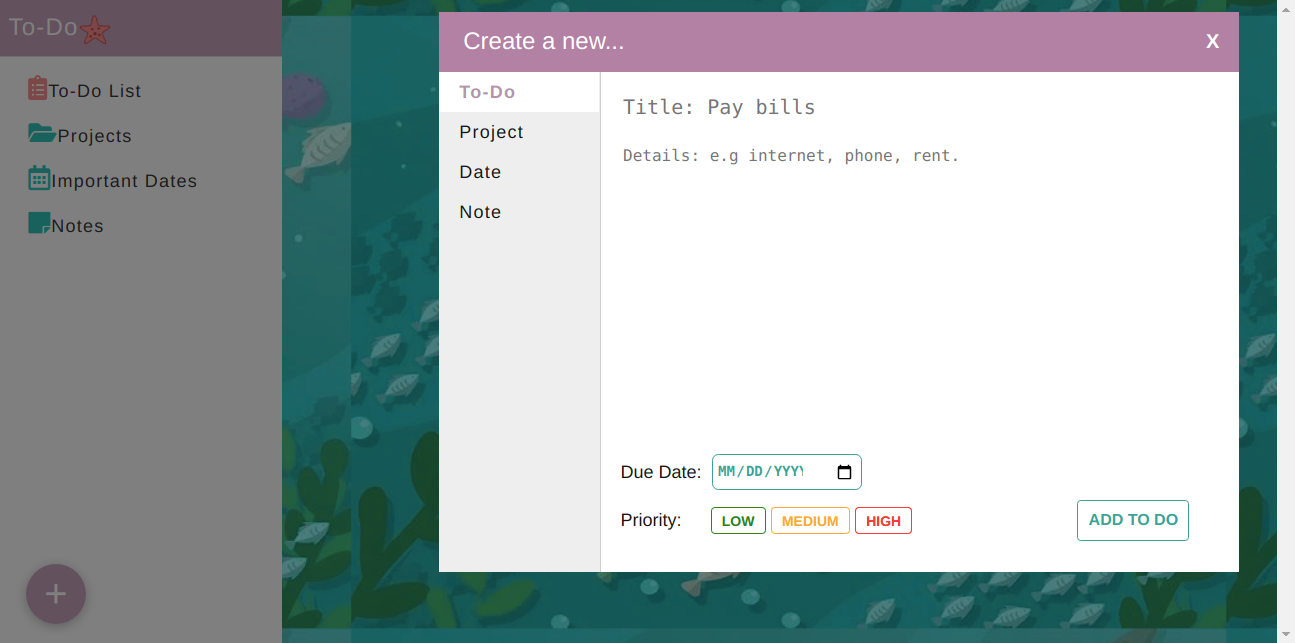 To-Do
To-Do List
Projects
Important Dates
Notes
Create a new...
X
To-Do
Project
Date
Note
Title: Pay bills
Details: e.g internet, phone, rent.
Due Date: MM/DD/YYYY
Priority: LOW MEDIUM HIGH
ADD TO DO